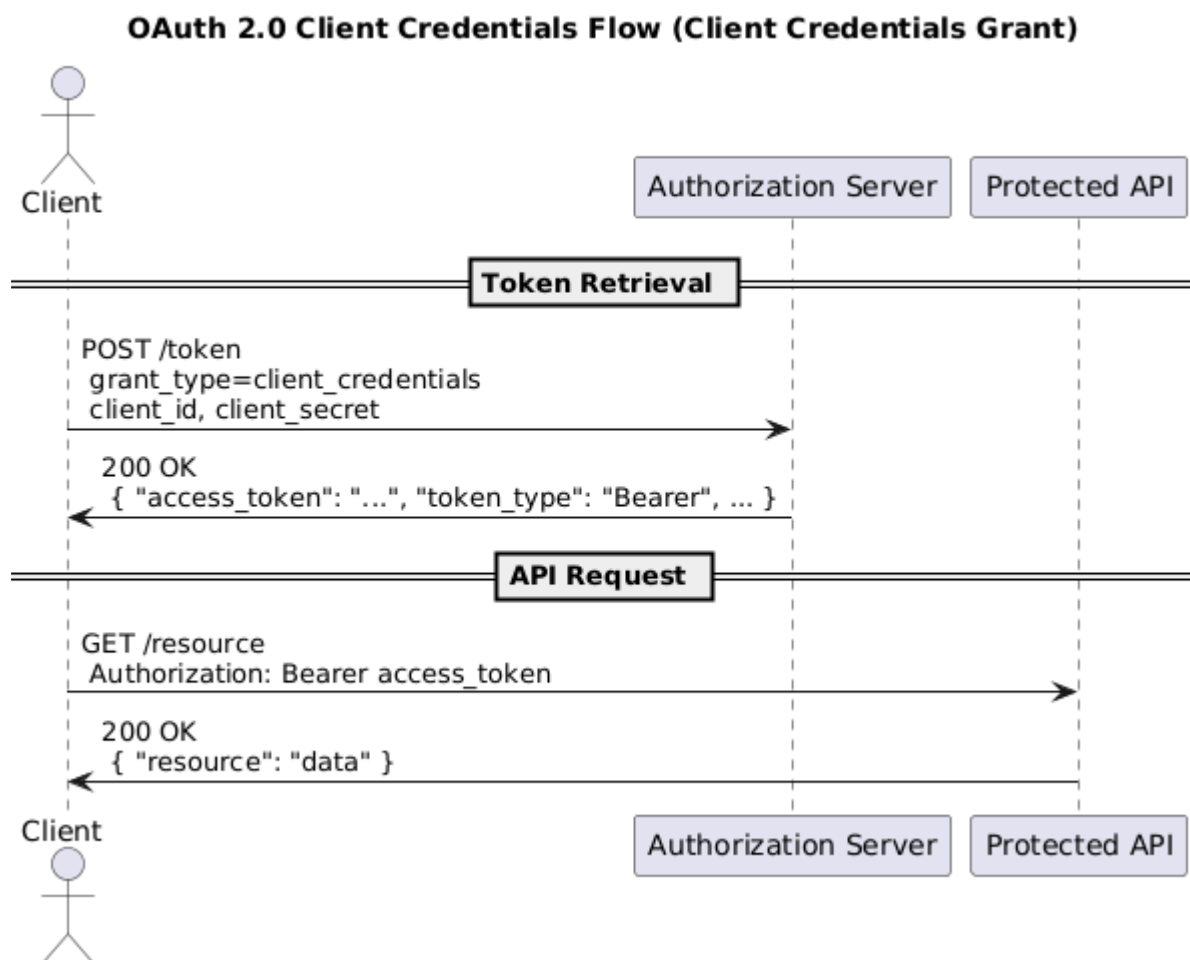 OAuth 2.0 Client Credentials Flow (Client Credentials Grant)
Client
Authorization Server
Protected API
Token Retrieval
POST /token
grant_type=client_credentials
client_id, client_secret
200 OK
{ "access_token": "...", "token_type": "Bearer", ... }
API Request
GET /resource
Authorization: Bearer access_token
200 OK
{ "resource": "data" }
Client
Authorization Server
Protected API